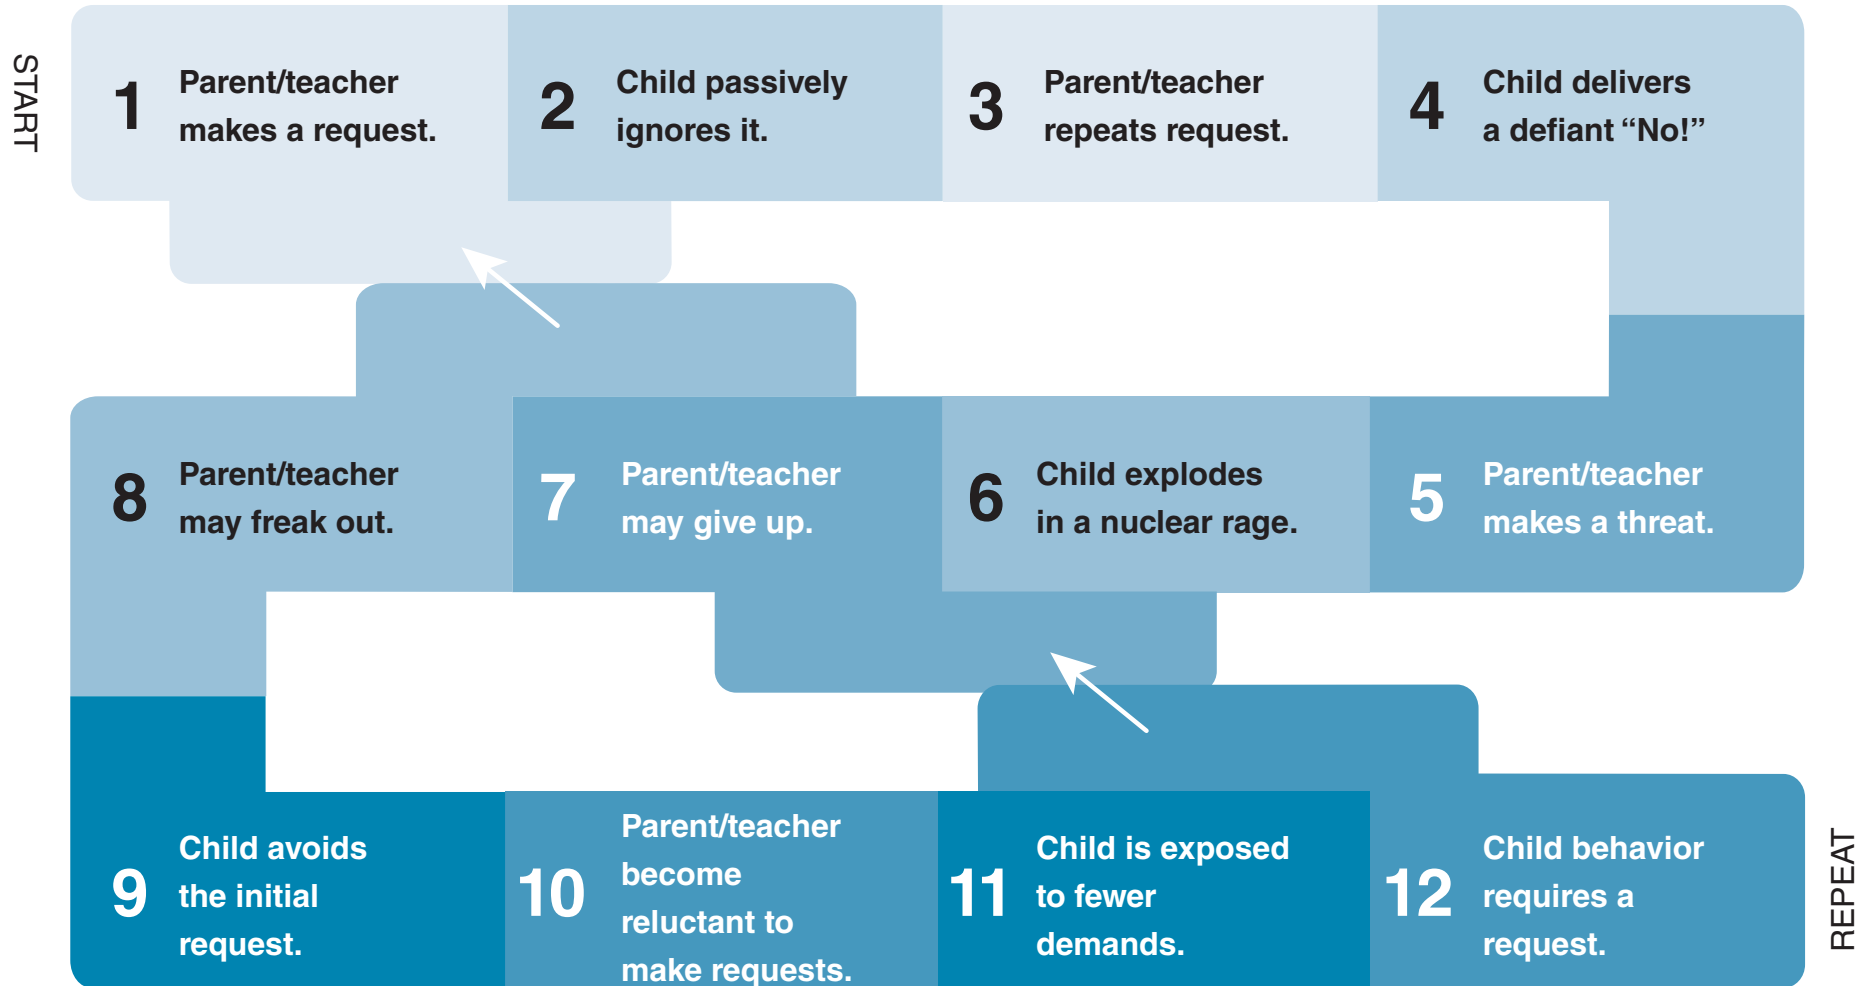 START
1
Parent/teacher
makes a request.
2
Child passively
ignores it.
3
Parent/teacher
repeats request.
4
Child delivers
a defiant “No!”
5
Parent/teacher
makes a threat.
6
Child explodes
in a nuclear rage.
7
Parent/teacher
may give up.
8
Parent/teacher
may freak out.
9
Child avoids
the initial
request.
10
Parent/teacher
become
reluctant to
make requests.
11
Child is exposed
to fewer
demands.
12
Child behavior
requires a
request.
REPEAT